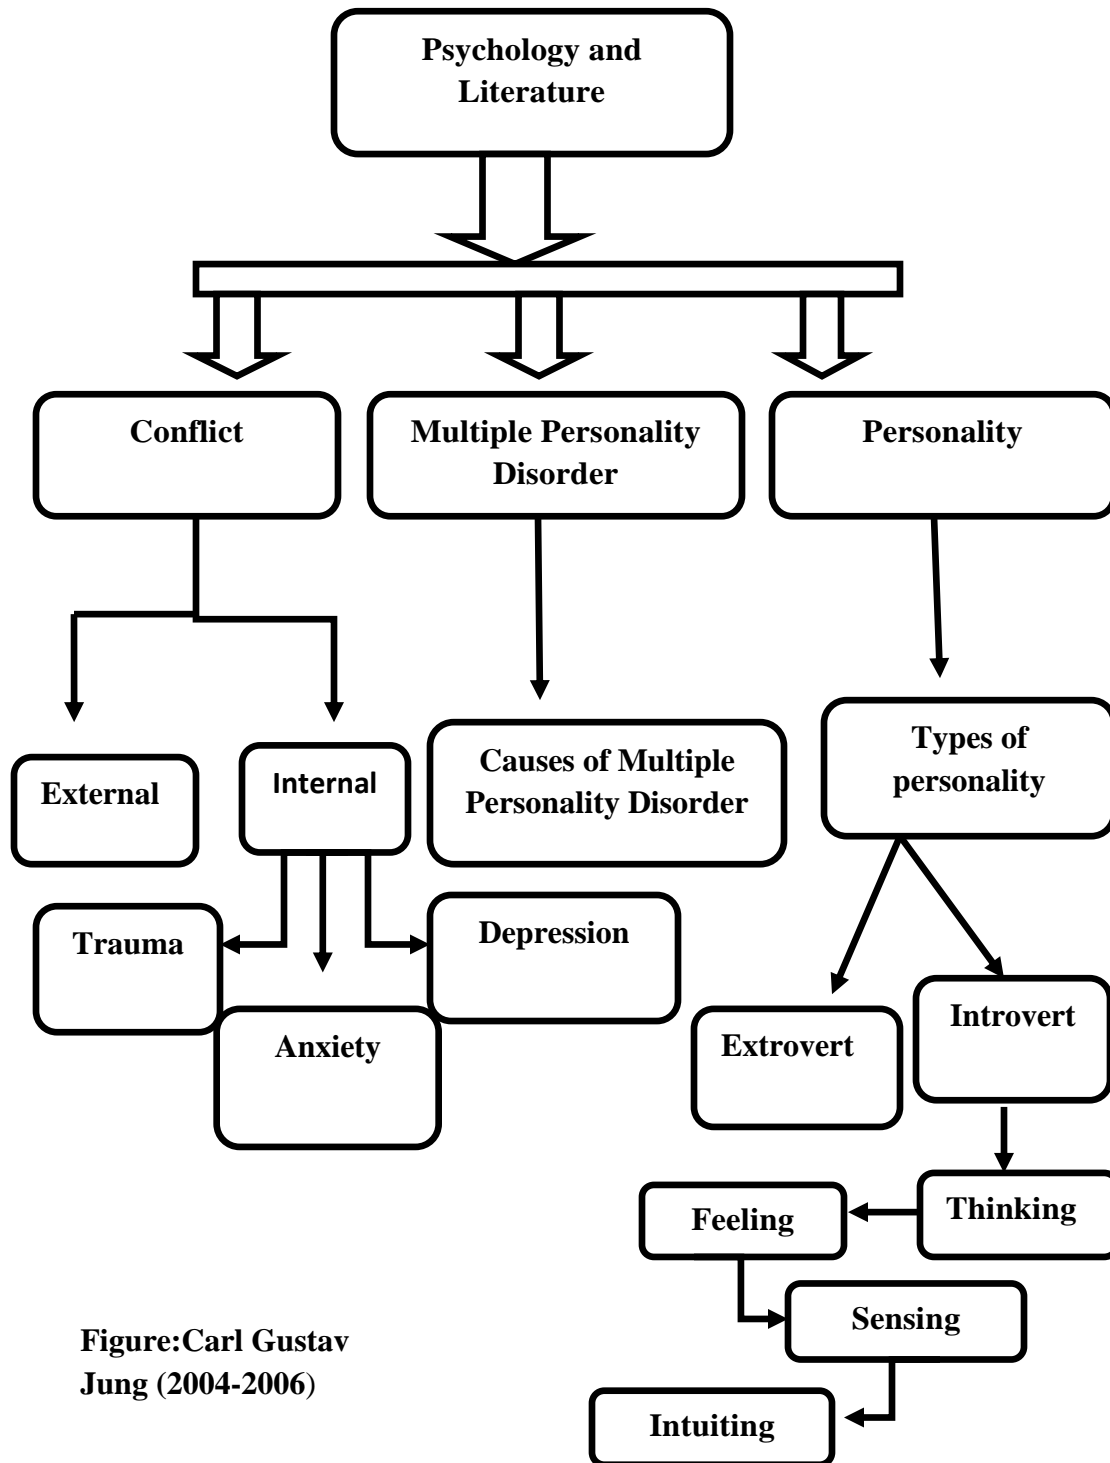 Psychology and
Literature
Conflict
Multiple Personality
Disorder
Personality
External
Internal
Causes of Multiple
Personality Disorder
Types of
personality
Trauma
Anxiety
Depression
Extrovert
Introvert
Thinking
Feeling
Sensing
Intuiting
Figure:Carl Gustav
Jung (2004-2006)